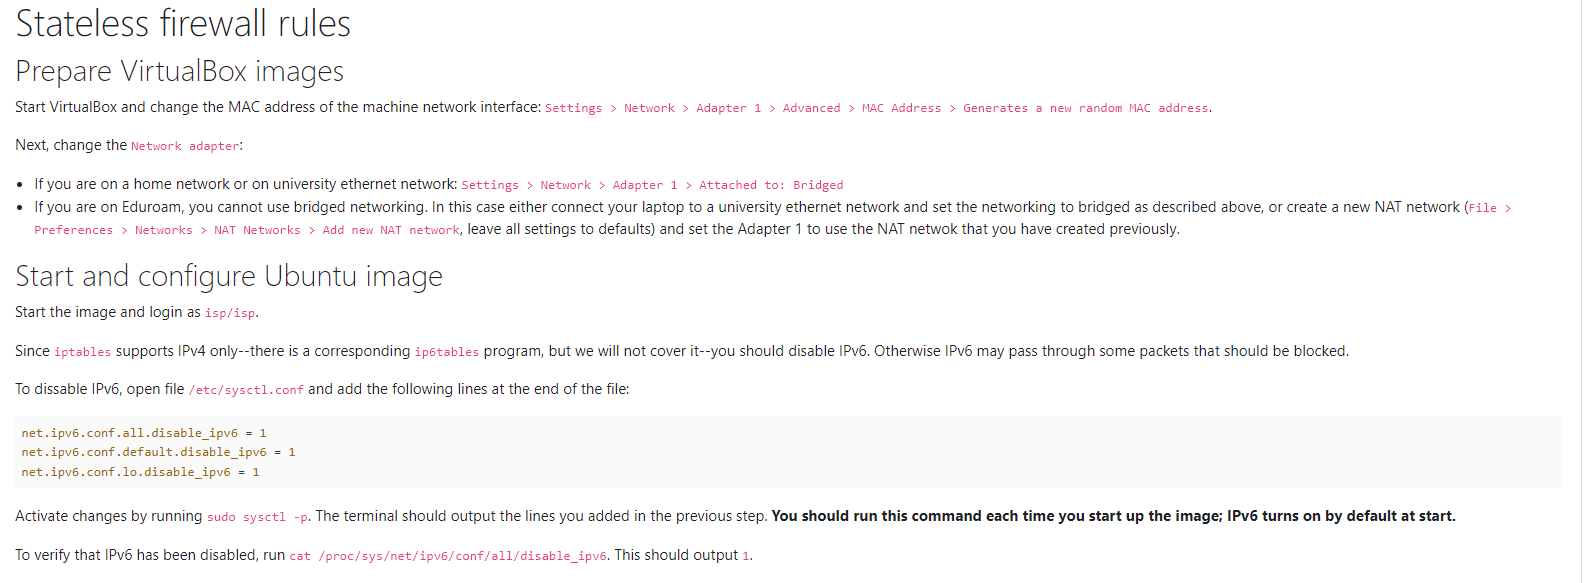 Stateless firewall rules
Prepare VirtualBox images
Start VirtualBox and change the MAC address of the machine network interface: Settings > Network > Adapter 1 > Advanced > MAC Address > Generates a new random MAC address.
Next, change the Network adapter:
• If you are on a home network or on university ethernet network: Settings > Network > Adapter 1 > Attached to: Bridged
• If you are on Eduroam, you cannot use bridged networking. In this case either connect your laptop to a university ethernet network and set the networking to bridged as described above, or create a new NAT network (File >
Preferences > Networks > NAT Networks > Add new NAT network, leave all settings to defaults) and set the Adapter 1 to use the NAT netwok that you have created previously.
Start and configure Ubuntu image
Start the image and login as isp/isp.
Since iptables supports IPv4 only--there is a corresponding ip6tables program, but we will not cover it--you should disable IPv6. Otherwise IPv6 may pass through some packets that should be blocked.
To dissable IPv6, open file /etc/sysctl.conf and add the following lines at the end of the file:
net.ipv6.conf.all.disable_ipv6 = 1
net.ipv6.conf.default.disable_ipv6 = 1
net.ipv6.conf.lo.disable_ipv6 = 1
Activate changes by running sudo sysctl -p. The terminal should output the lines you added in the previous step. You should run this command each time you start up the image; IPv6 turns on by default at start.
To verify that IPv6 has been disabled, run cat /proc/sys/net/ipv6/conf/all/disable_ipv6. This should output 1.